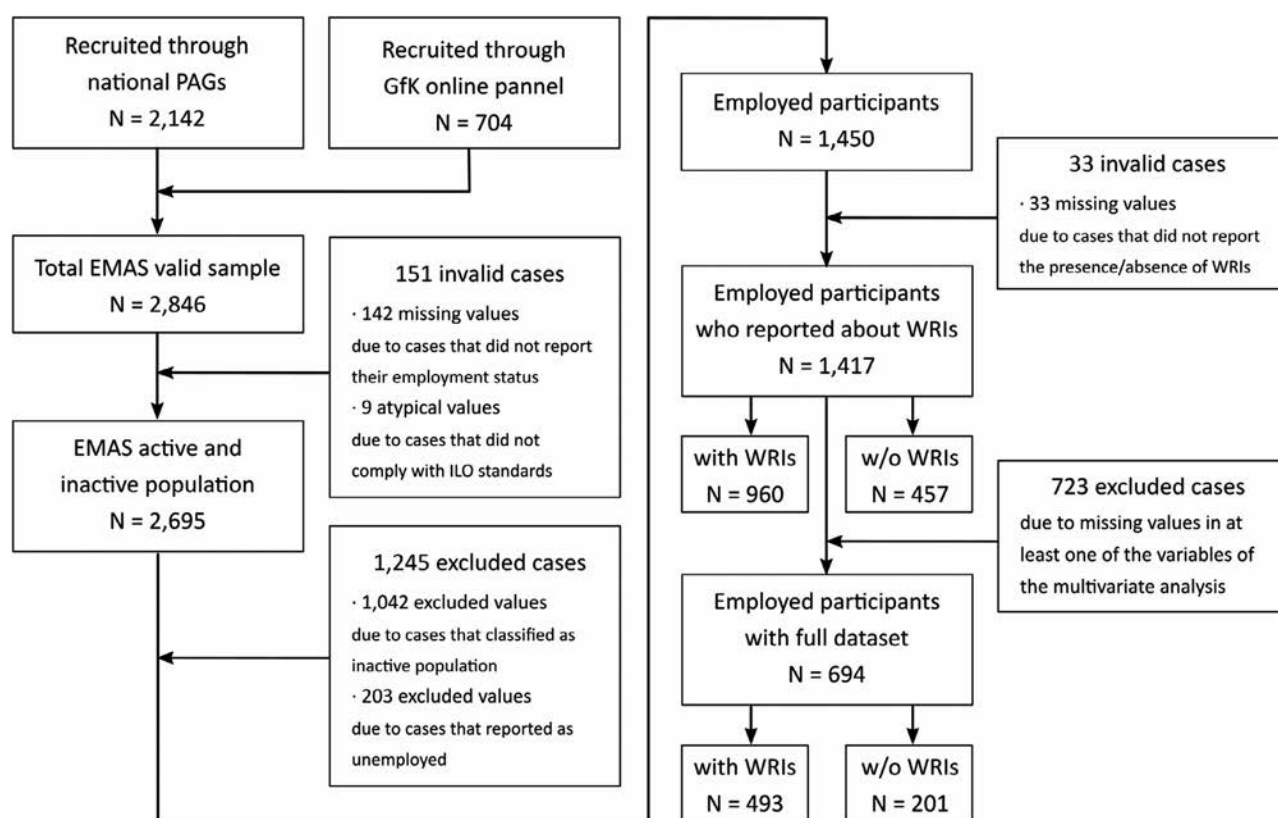 Recruited through
national PAGs
N = 2,142
Recruited through
GfK online pannel
N = 704
Total EMAS valid sample
N = 2,846
151 invalid cases
· 142 missing values
due to cases that did not report
their employment status
· 9 atypical values
due to cases that did not
comply with ILO standards
EMAS active and
inactive population
N = 2,695
1,245 excluded cases
· 1,042 excluded values
due to cases that classified as
inactive population
· 203 excluded values
due to cases that reported as
unemployed
Employed participants
N = 1,450
33 invalid cases
· 33 missing values
due to cases that did not report
the presence/absence of WRIs
Employed participants
who reported about WRIs
N = 1,417
with WRIs
N = 960
w/o WRIs
N = 457
723 excluded cases
due to missing values in at
least one of the variables of
the multivariate analysis
Employed participants
with full dataset
N = 694
with WRIs
N = 493
w/o WRIs
N = 201